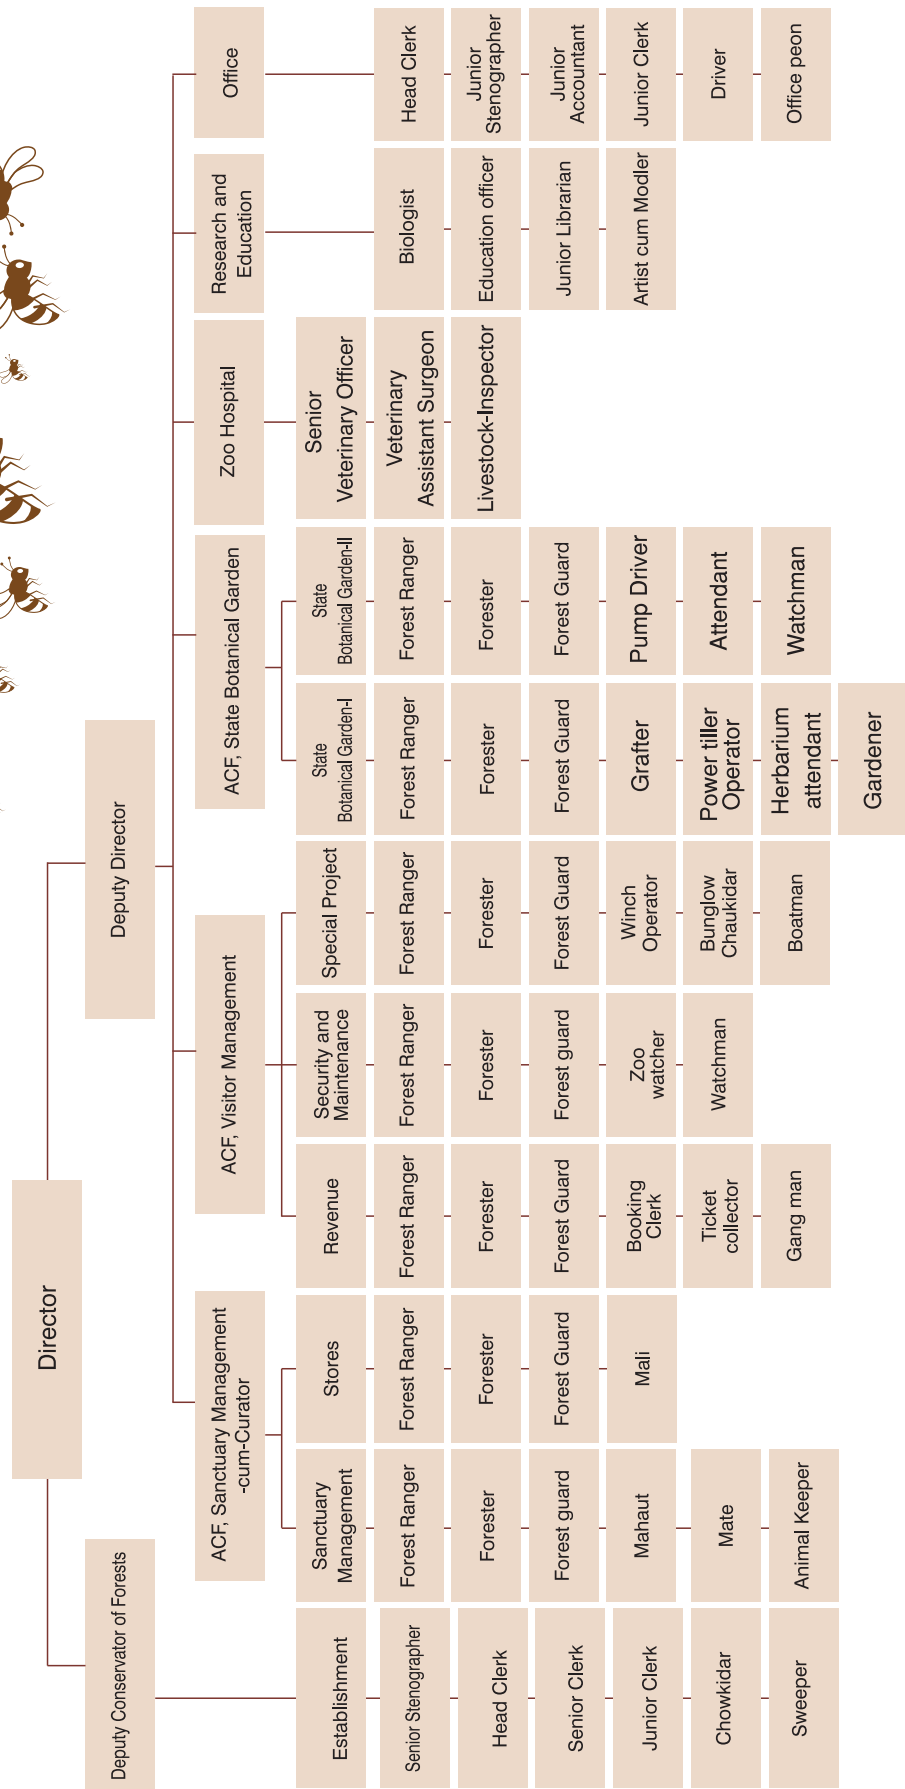 Director
Deputy Conservator of Forests
Deputy Director
Establishment
Senior Stenographer
Head Clerk
Senior Clerk
Junior Clerk
Chowkidar
Sweeper
ACF, Sanctuary Management
-cum-Curator
Sanctuary
Management
Forest Ranger
Forester
Forest guard
Mahaut
Mate
Animal Keeper
Stores
Forest Ranger
Forester
Forest Guard
Mali
ACF, Visitor Management
Revenue
Forest Ranger
Forester
Forest Guard
Booking
Clerk
Ticket
collector
Gang man
Security and
Maintenance
Forest Ranger
Forester
Forest guard
Zoo
watcher
Watchman
Special Project
Forest Ranger
Forester
Forest Guard
Winch
Operator
Bunglow
Chaukidar
Boatman
ACF, State Botanical Garden
State
Botanical Garden-I
Forest Ranger
Forester
Forest Guard
Grafter
Power tiller
Operator
Herbarium
attendant
Gardener
State
Botanical Garden-II
Forest Ranger
Forester
Forest Guard
Pump Driver
Attendant
Watchman
Zoo Hospital
Senior
Veterinary Officer
Veterinary
Assistant Surgeon
Livestock-Inspector
Research and
Education
Biologist
Education officer
Junior Librarian
Artist cum Modler
Office
Head Clerk
Junior
Stenographer
Junior
Accountant
Junior Clerk
Driver
Office peon